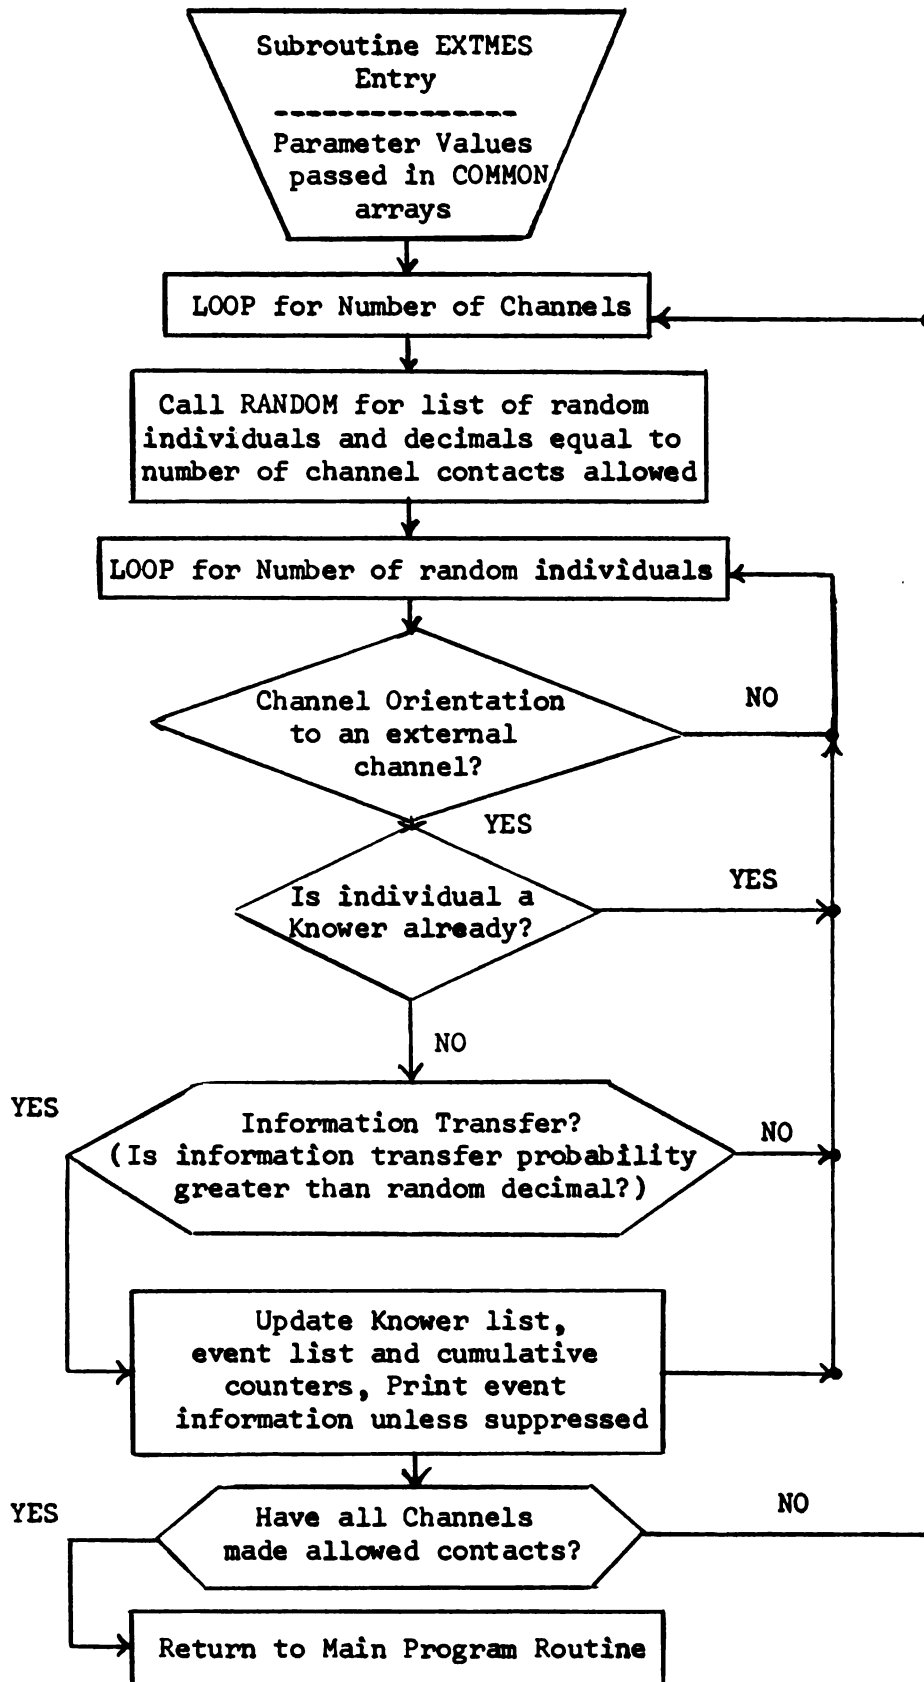 Subroutine EXTMES
Entry
---------------
Parameter Values
passed in COMMON
arrays
LOOP for Number of Channels
Call RANDOM for list of random
individuals and decimals equal to
number of channel contacts allowed
LOOP for Number of random individuals
Channel Orientation
to an external
channel?
NO
YES
Is individual a
Knower already?
YES
NO
YES
Information Transfer?
(Is information transfer probability
greater than random decimal?)
NO
Update Knower list,
event list and cumulative
counters, Print event
information unless suppressed
YES
Have all Channels
made allowed contacts?
NO
Return to Main Program Routine